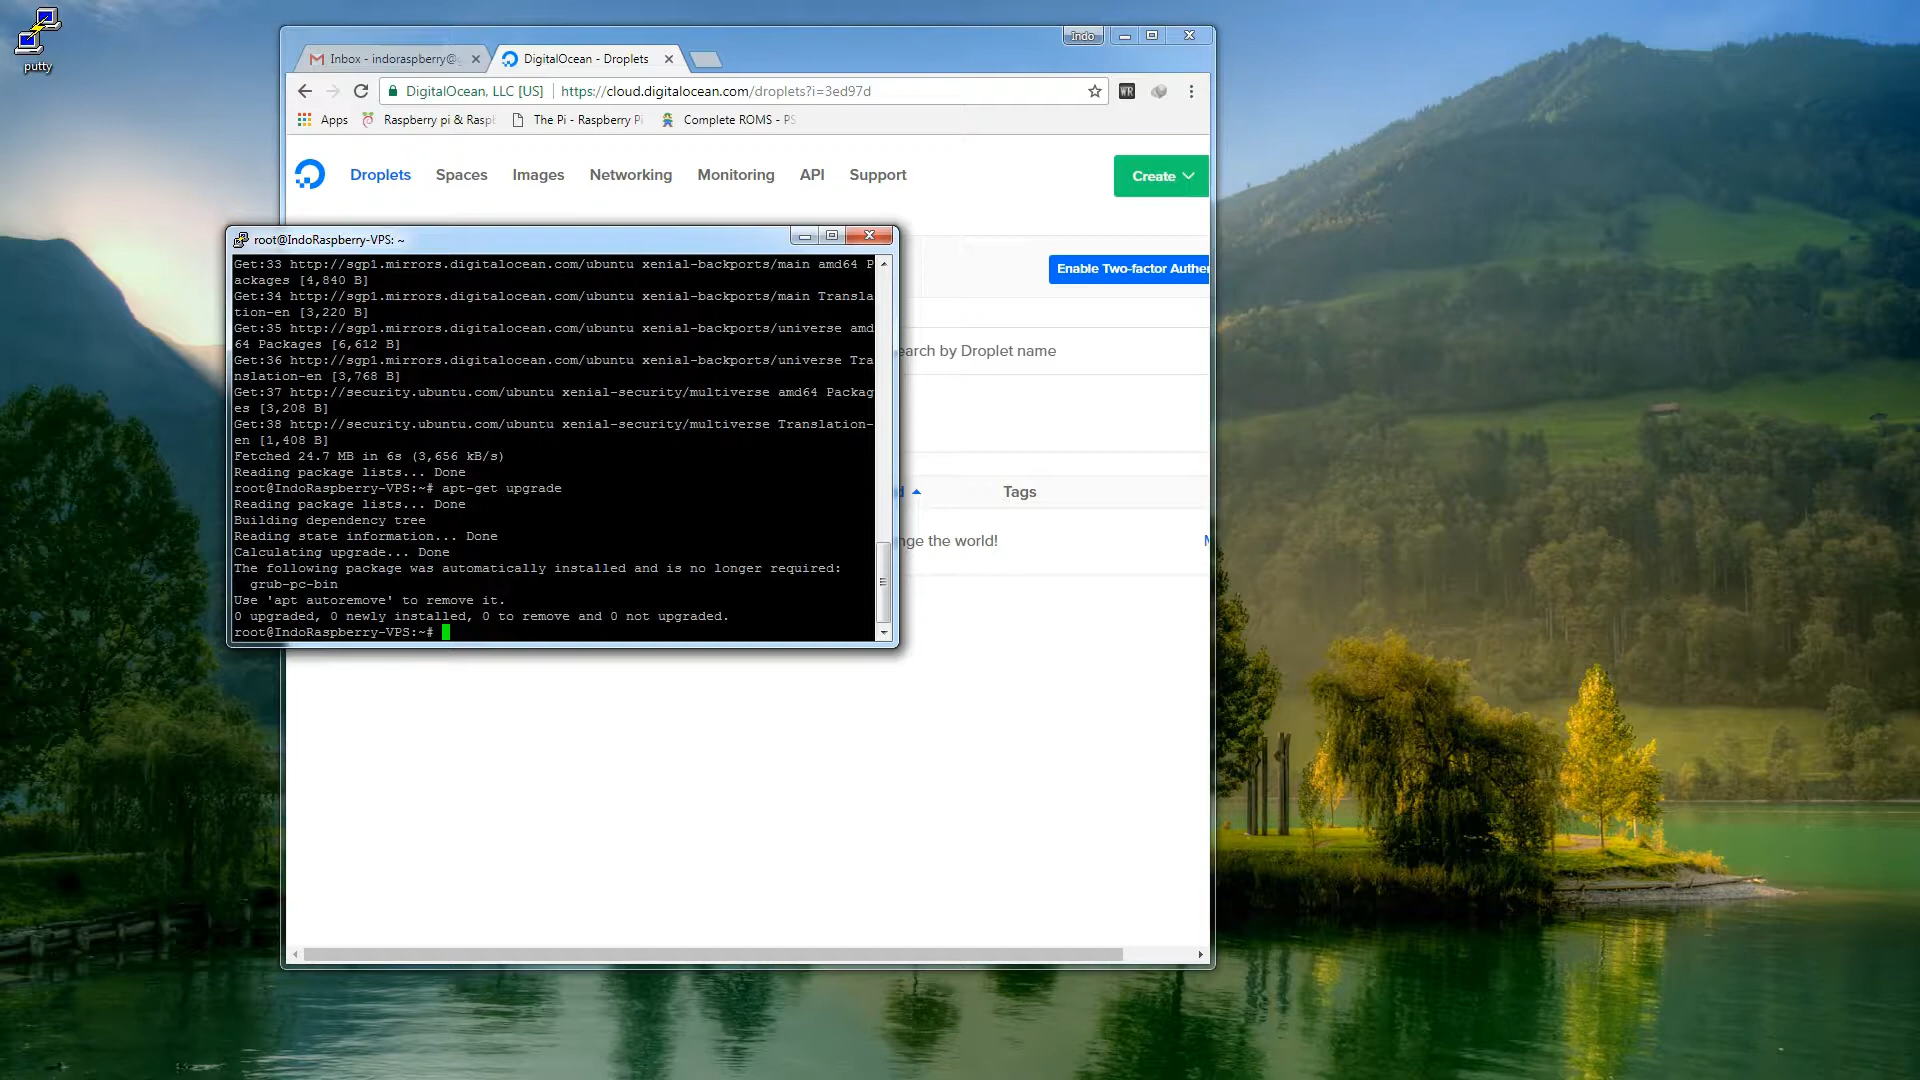 putty
Indo
Inbox - indoraspberry@
DigitalOcean - Droplets
DigitalOcean, LLC [US]
https://cloud.digitalocean.com/droplets?i=3ed97d
WR
Apps
Raspberry pi & Raspb
The Pi - Raspberry Pi
Complete ROMS - PS
Droplets
Spaces
Images
Networking
Monitoring
API
Support
Create
root@IndoRaspberry-VPS: ~
Enable Two-factor Authen
Get:33 http://sgp1.mirrors.digitalocean.com/ubuntu xenial-backports/main amd64 P
ackages [4,840 B]
Get:34 http://sgp1.mirrors.digitalocean.com/ubuntu xenial-backports/main Transla
tion-en [3,220 B]
Get:35 http://sgp1.mirrors.digitalocean.com/ubuntu xenial-backports/universe amd
64 Packages [6,612 B]
Get:36 http://sgp1.mirrors.digitalocean.com/ubuntu xenial-backports/universe Tra
nslation-en [3,768 B]
Get:37 http://security.ubuntu.com/ubuntu xenial-security/multiverse amd64 Packag
es [3,208 B]
Get:38 http://security.ubuntu.com/ubuntu xenial-security/multiverse Translation-
en [1,408 B]
Fetched 24.7 MB in 6s (3,656 kB/s)
Reading package lists... Done
root@IndoRaspberry-VPS:~# apt-get upgrade
Reading package lists... Done
Building dependency tree
Reading state information... Done
Calculating upgrade... Done
The following package was automatically installed and is no longer required:
grub-pc-bin
Use 'apt autoremove' to remove it.
0 upgraded, 0 newly installed, 0 to remove and 0 not upgraded.
root@IndoRaspberry-VPS:~#
earch by Droplet name
d
Tags
nge the world!
M